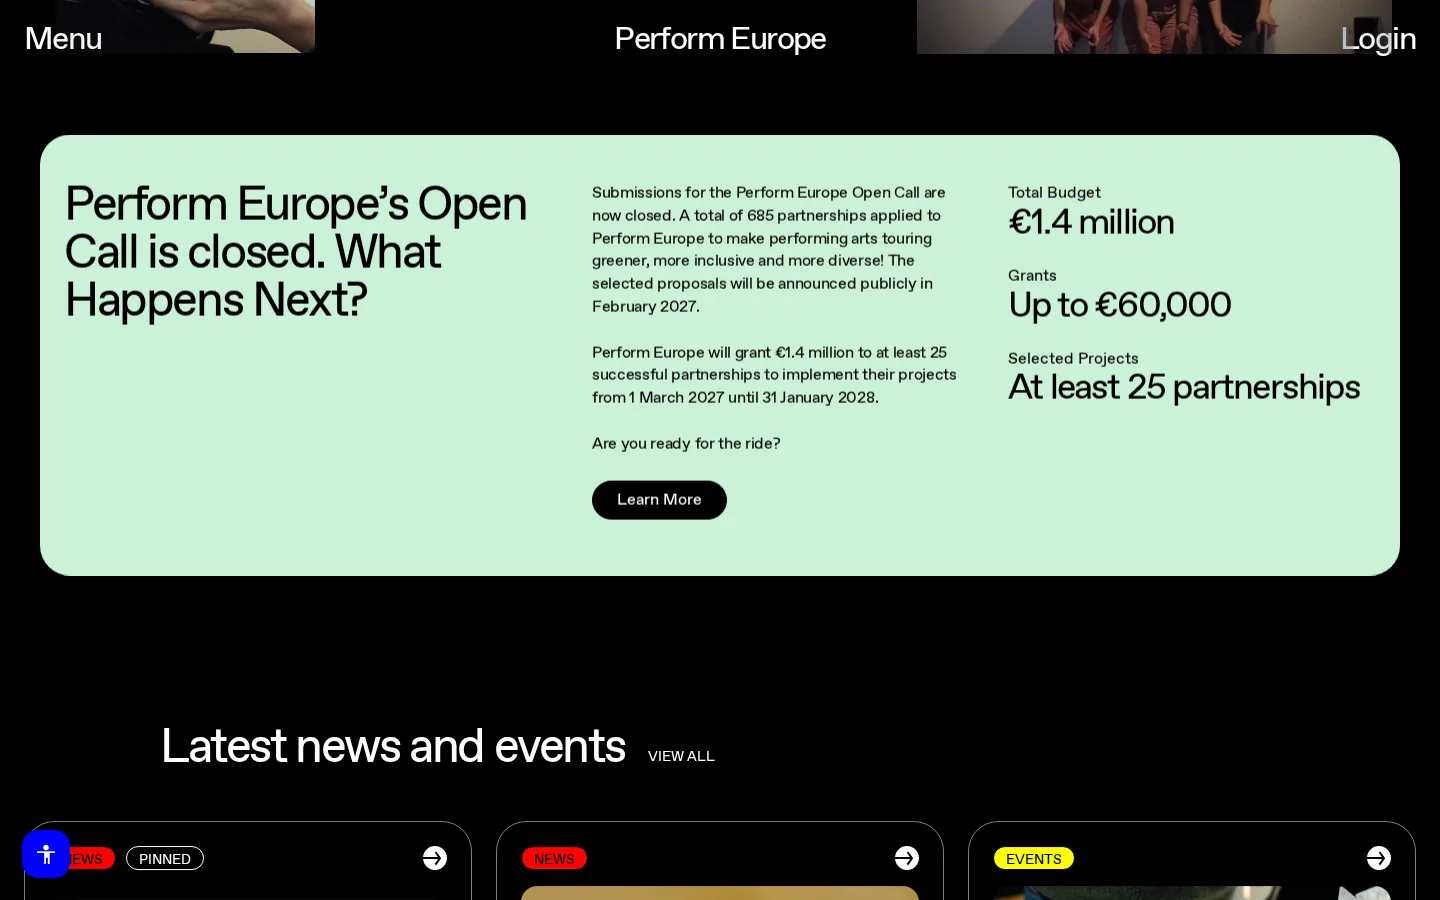 Menu
Perform Europe
Login
Perform Europe’s Open
Call is closed. What
Happens Next?
Submissions for the Perform Europe Open Call are
now closed. A total of 685 partnerships applied to
Perform Europe to make performing arts touring
greener, more inclusive and more diverse! The
selected proposals will be announced publicly in
February 2027.
Perform Europe will grant €1.4 million to at least 25
successful partnerships to implement their projects
from 1 March 2027 until 31 January 2028.
Are you ready for the ride?
Learn More
Total Budget
€1.4 million
Grants
Up to €60,000
Selected Projects
At least 25 partnerships
Latest news and events
VIEW ALL
PINNED
NEWS
EVENTS